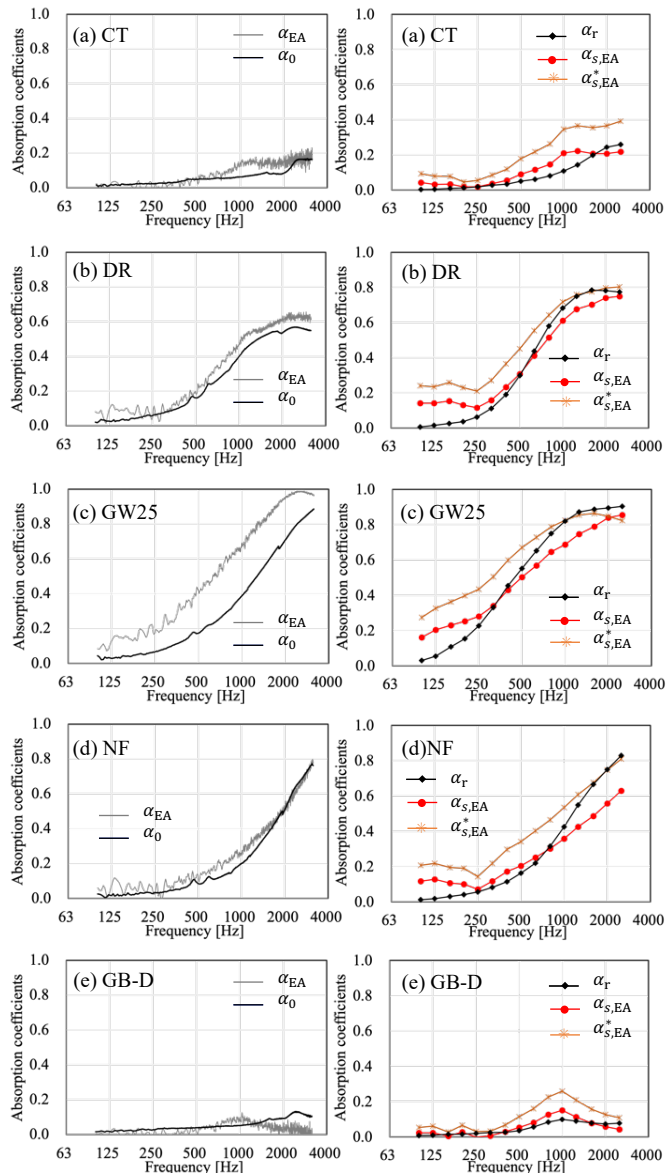 (a) CT
α_EA
α_0
Absorption coefficients
1.0
0.8
0.6
0.4
0.2
0.0
63 125 250 500 1000 2000 4000
Frequency [Hz]
(a) CT
α_r
α_s,EA
α*_s,EA
Absorption coefficients
1.0
0.8
0.6
0.4
0.2
0.0
63 125 250 500 1000 2000 4000
Frequency [Hz]
(b) DR
α_EA
α_0
Absorption coefficients
1.0
0.8
0.6
0.4
0.2
0.0
63 125 250 500 1000 2000 4000
Frequency [Hz]
(b) DR
α_r
α_s,EA
α*_s,EA
Absorption coefficients
1.0
0.8
0.6
0.4
0.2
0.0
63 125 250 500 1000 2000 4000
Frequency [Hz]
(c) GW25
α_EA
α_0
Absorption coefficients
1.0
0.8
0.6
0.4
0.2
0.0
63 125 250 500 1000 2000 4000
Frequency [Hz]
(c) GW25
α_r
α_s,EA
α*_s,EA
Absorption coefficients
1.0
0.8
0.6
0.4
0.2
0.0
63 125 250 500 1000 2000 4000
Frequency [Hz]
(d) NF
α_EA
α_0
Absorption coefficients
1.0
0.8
0.6
0.4
0.2
0.0
63 125 250 500 1000 2000 4000
Frequency [Hz]
(d)NF
α_r
α_s,EA
α*_s,EA
Absorption coefficients
1.0
0.8
0.6
0.4
0.2
0.0
63 125 250 500 1000 2000 4000
Frequency [Hz]
(e) GB-D
α_EA
α_0
Absorption coefficients
1.0
0.8
0.6
0.4
0.2
0.0
63 125 250 500 1000 2000 4000
Frequency [Hz]
(e) GB-D
α_r
α_s,EA
α*_s,EA
Absorption coefficients
1.0
0.8
0.6
0.4
0.2
0.0
63 125 250 500 1000 2000 4000
Frequency [Hz]